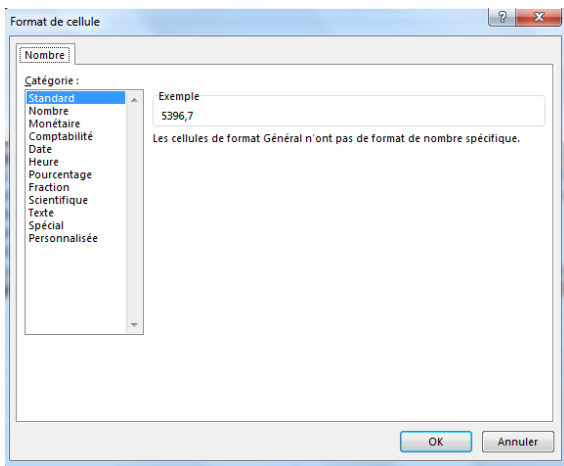 Format de cellule
Nombre
Catégorie :
Standard
Nombre
Monétaire
Comptabilité
Date
Heure
Pourcentage
Fraction
Scientifique
Texte
Spécial
Personnalisée
Exemple
5396,7
Les cellules de format Général n'ont pas de format de nombre spécifique.
OK
Annuler